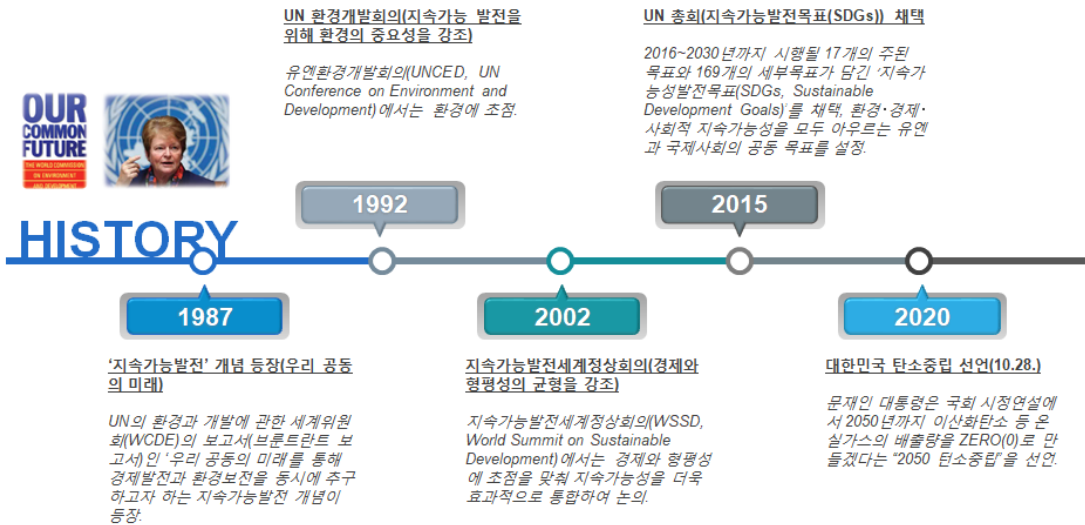 UN 환경개발회의(지속가능 발전을
위해 환경의 중요성을 강조)
유엔환경개발회의(UNCED, UN
Conference on Environment and
Development)에서는 환경에 초점.
UN 총회(지속가능발전목표(SDGs)) 채택
2016~2030년까지 시행될 17개의 주된
목표와 169개의 세부목표가 담긴 ‘지속가
능성발전목표(SDGs, Sustainable
Development Goals)’를 채택, 환경·경제·
사회적 지속가능성을 모두 아우르는 유엔
과 국제사회의 공동 목표를 설정.
OUR
COMMON
FUTURE
THE WORLD COMMISSION
ON ENVIRONMENT
AND DEVELOPMENT
1992
2015
HISTORY
1987
2002
2020
‘지속가능발전’ 개념 등장(우리 공동
의 미래)
UN의 환경과 개발에 관한 세계위원
회(WCDE)의 보고서(브룬트란트 보
고서)인 ‘우리 공동의 미래’를 통해
경제발전과 환경보전을 동시에 추구
하고자 하는 지속가능발전 개념이
등장.
지속가능발전세계정상회의(경제와
형평성의 균형을 강조)
지속가능발전세계정상회의(WSSD,
World Summit on Sustainable
Development)에서는 경제와 형평성
에 초점을 맞춰 지속가능성을 더욱
효과적으로 통합하여 논의.
대한민국 탄소중립 선언(10.28.)
문재인 대통령은 국회 시정연설에
서 2050년까지 이산화탄소 등 온
실가스의 배출량을 ZERO(0)로 만
들겠다는 “2050 탄소중립”을 선언.